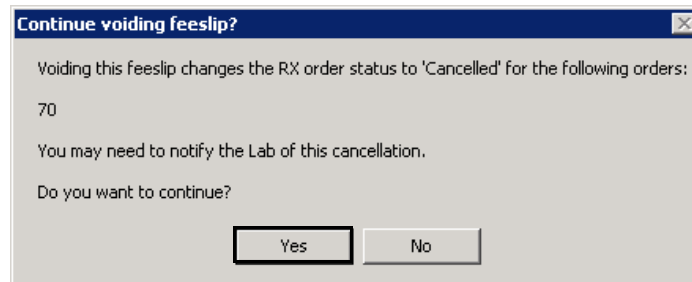 Continue voiding feeslip?
Voiding this feeslip changes the RX order status to 'Cancelled' for the following orders:
70
You may need to notify the Lab of this cancellation.
Do you want to continue?
Yes No